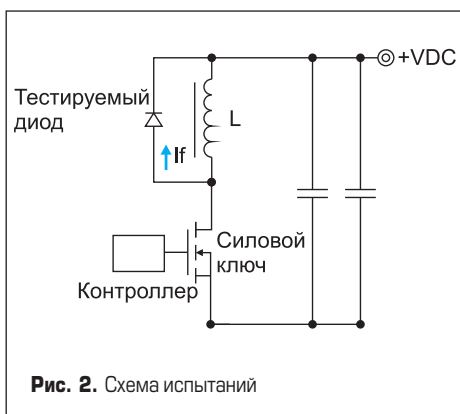 +VDC
Тестируемый
диод
L
If
Силовой
ключ
Контроллер
Рис. 2. Схема испытаний